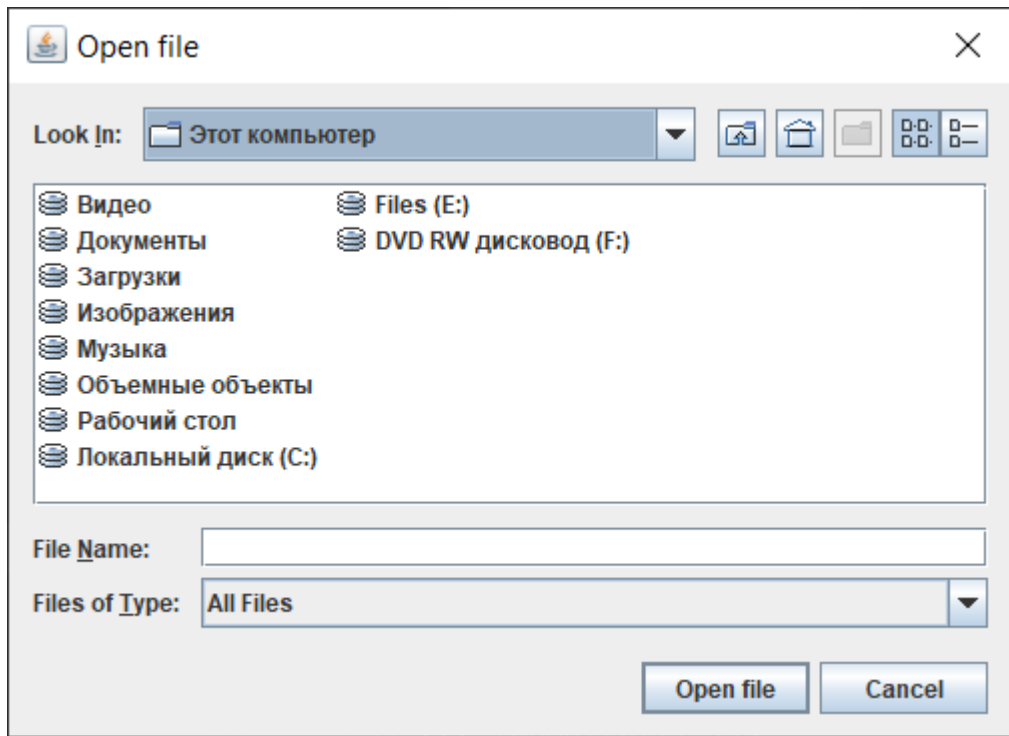 Open file
Look In: Этот компьютер
Видео
Документы
Загрузки
Изображения
Музыка
Объемные объекты
Рабочий стол
Локальный диск (C:)
Files (E:)
DVD RW дисковод (F:)
File Name:
Files of Type: All Files
Open file Cancel